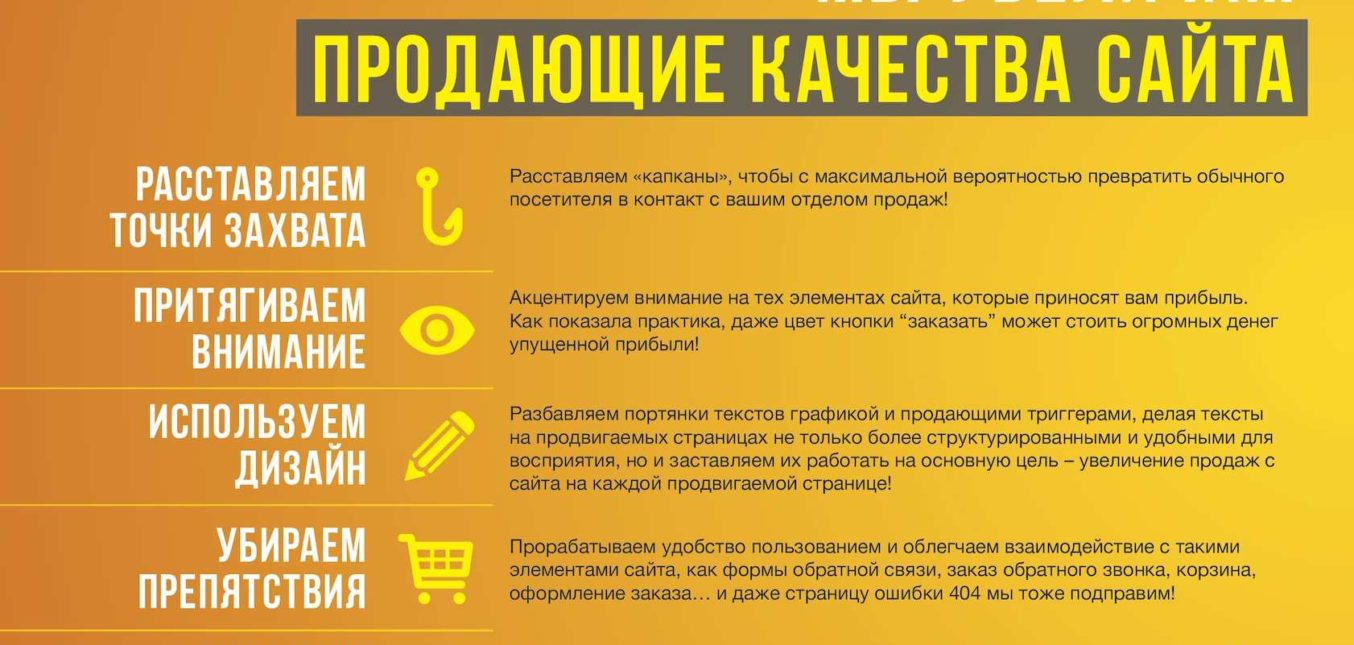 ПРОДАЮЩИЕ КАЧЕСТВА САЙТА
РАССТАВЛЯЕМ
ТОЧКИ ЗАХВАТА
Расставляем «капканы», чтобы с максимальной вероятностью превратить обычного
посетителя в контакт с вашим отделом продаж!
ПРИТЯГИВАЕМ
ВНИМАНИЕ
Акцентируем внимание на тех элементах сайта, которые приносят вам прибыль.
Как показала практика, даже цвет кнопки “заказать” может стоить огромных денег
упущенной прибыли!
ИСПОЛЬЗУЕМ
ДИЗАЙН
Разбавляем портянки текстов графикой и продающими триггерами, делая тексты
на продвигаемых страницах не только более структурированными и удобными для
восприятия, но и заставляем их работать на основную цель – увеличение продаж с
сайта на каждой продвигаемой странице!
УБИРАЕМ
ПРЕПЯТСТВИЯ
Прорабатываем удобство пользованием и облегчаем взаимодействие с такими
элементами сайта, как формы обратной связи, заказ обратного звонка, корзина,
оформление заказа... и даже страницу ошибки 404 мы тоже подправим!